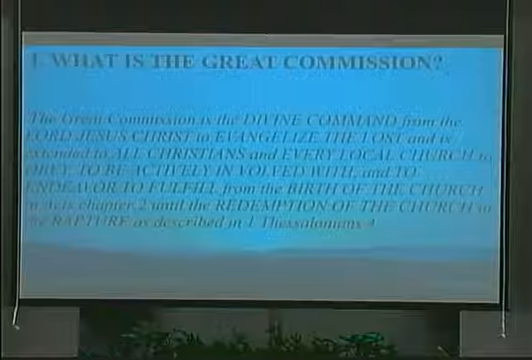 1. WHAT IS THE GREAT COMMISSION?
The Great Commission is the DIVINE COMMAND from the
LORD JESUS CHRIST to EVANGELIZE THE LOST and is
extended to ALL CHRISTIANS and EVERY LOCAL CHURCH to
OBEY, TO BE ACTIVELY IN VOLVED WITH, and TO
ENDEAVOR TO FULFILL from the BIRTH OF THE CHURCH
in Acts chapter 2 until the REDEMPTION OF THE CHURCH in
the RAPTURE as described in 1 Thessalonians 4